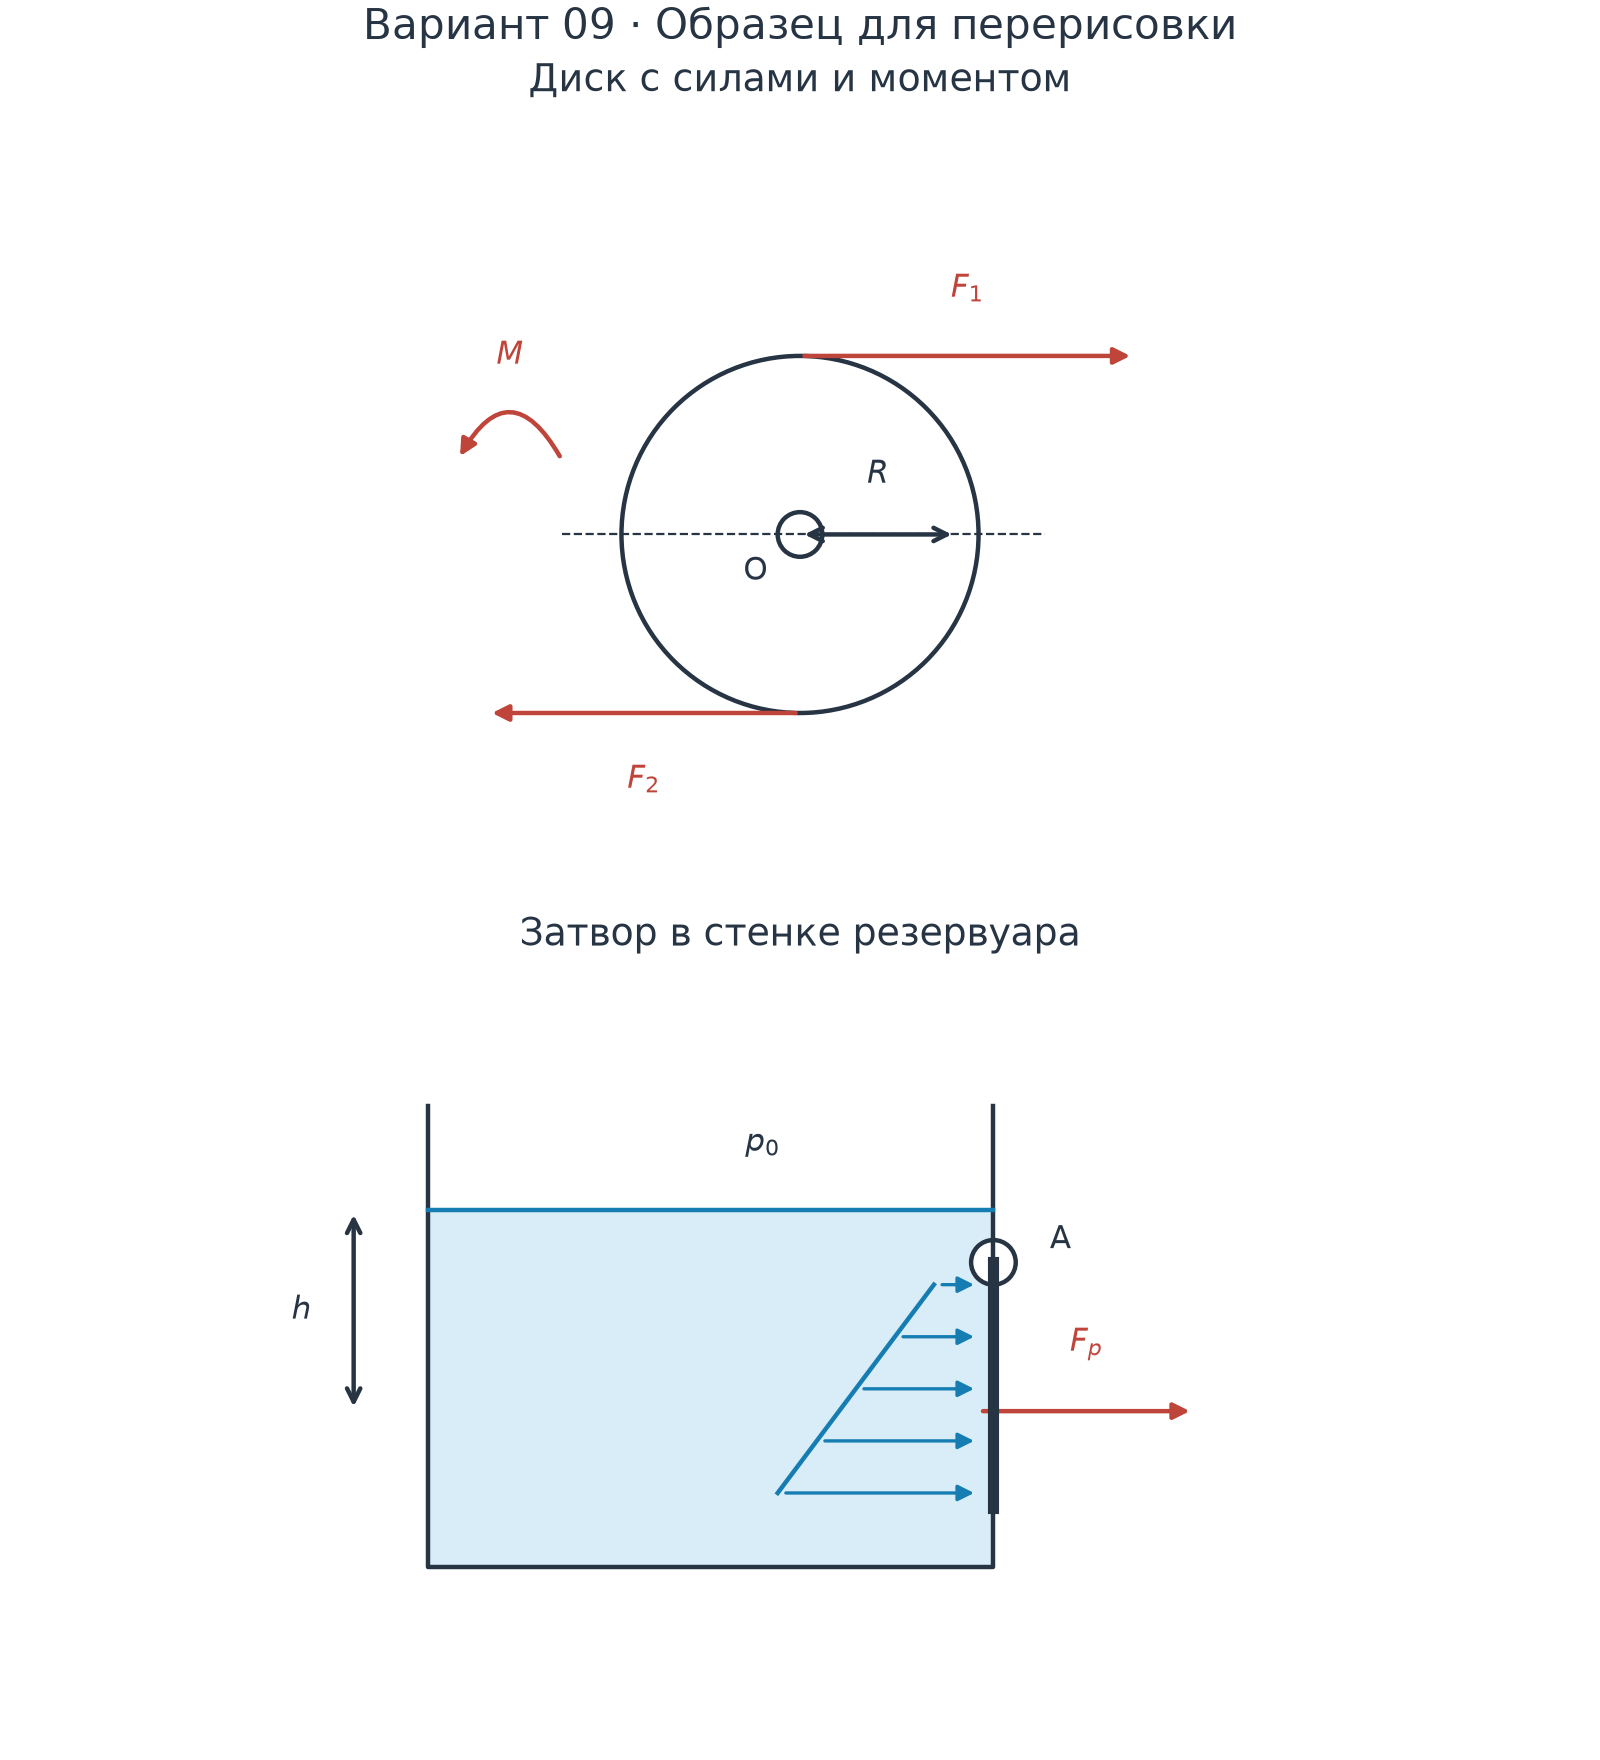 Вариант 09 · Образец для перерисовки
Диск с силами и моментом
F₁
M
R
O
F₂
Затвор в стенке резервуара
p₀
A
h
Fₚ